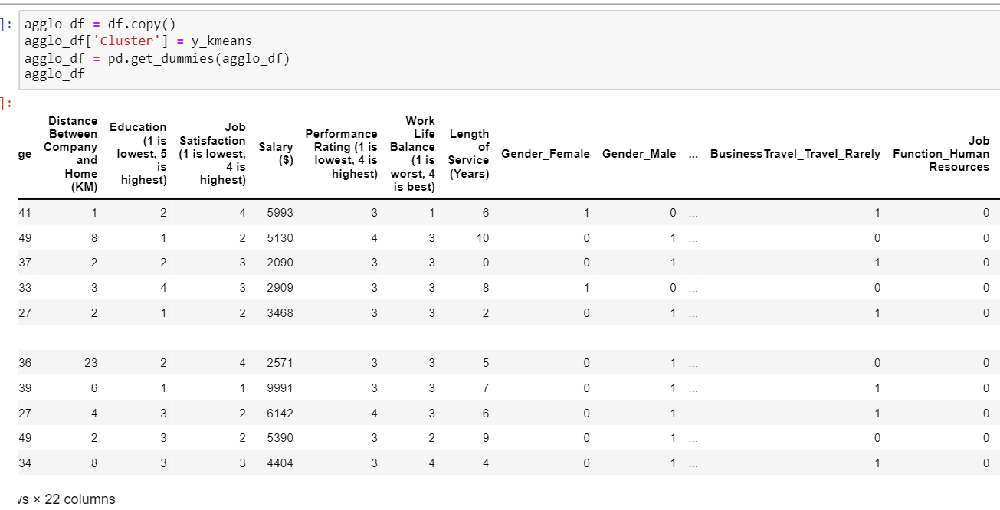 ]: agglo_df = df.copy()
agglo_df['Cluster'] = y_kmeans
agglo_df = pd.get_dummies(agglo_df)
agglo_df
]:
ge Distance Between Company and Home (KM) Education (1 is lowest, 5 is highest) Job Satisfaction (1 is lowest, 4 is highest) Salary ($) Performance Rating (1 is lowest, 4 is highest) Work Life Balance (1 is worst, 4 is best) Length of Service (Years) Gender_Female Gender_Male ... BusinessTravel_Travel_Rarely Job Function_Human Resources
41 1 2 4 5993 3 1 6 1 0 ... 1 0
49 8 1 2 5130 4 3 10 0 1 ... 0 0
37 2 2 3 2090 3 3 0 0 1 ... 1 0
33 3 4 3 2909 3 3 8 1 0 ... 0 0
27 2 1 2 3468 3 3 2 0 1 ... 1 0
... ... ... ... ... ... ... ... ... ... ... ... ...
36 23 2 4 2571 3 3 5 0 1 ... 0 0
39 6 1 1 9991 3 3 7 0 1 ... 1 0
27 4 3 2 6142 4 3 6 0 1 ... 1 0
49 2 3 2 5390 3 2 9 0 1 ... 0 0
34 8 3 3 4404 3 4 4 0 1 ... 1 0
vs × 22 columns